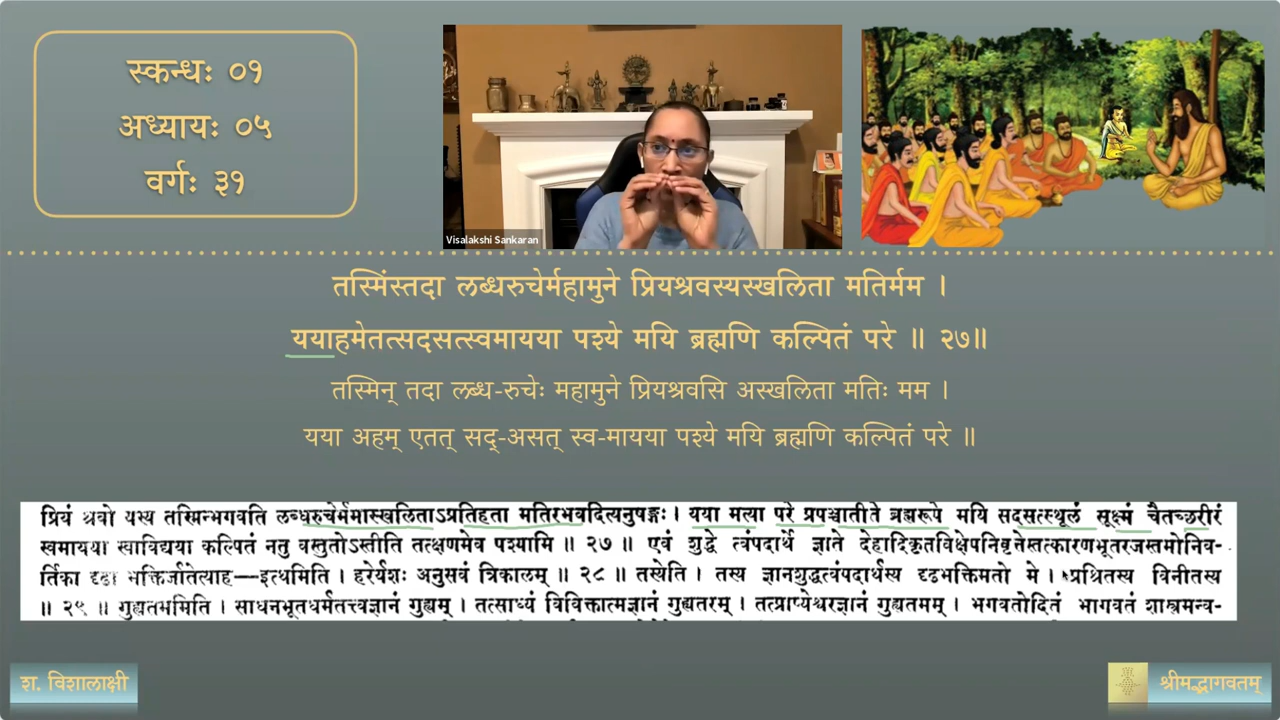 स्कन्धः ०१
अध्यायः ०५
वर्गः ३१
Visalakshi Sankaran
तस्मिंस्तदा लब्धरुचेर्महामुने प्रियश्रवस्यस्खलिता मतिर्मम ।
ययाहमेतत्सदसत्स्वमायया पश्ये मयि ब्रह्मणि कल्पितं परे ॥ २७॥
तस्मिन् तदा लब्ध-रुचेः महामुने प्रियश्रवसि अस्खलिता मतिः मम ।
यया अहम् एतत् सद्-असत् स्व-मायया पश्ये मयि ब्रह्मणि कल्पितं परे ॥
प्रियं श्रवो यस्य तस्मिन्भगवति लब्धरुचेर्ममास्खलिताऽप्रतिहता मतिरभवदित्यनुषङ्गः । यया मत्या परे प्रपञ्चातीते ब्रह्मरूपे मयि सदसत्स्थूलं सूक्ष्मं चैतच्छरीरं
स्वमायया स्वाविद्यया कल्पितं नतु वस्तुतोऽस्तीति तत्क्षणमेव पश्यामि ॥ २७ ॥ एवं शुद्धे त्वंपदार्थे ज्ञाते देहादिकृतविक्षेपनिवृत्तेस्तत्कारणभूतरजस्तमोनिव-
र्तिका दृढा भक्तिर्जातेत्याह—इत्थमिति । हरेर्यशः अनुसवं त्रिकालम् ॥ २८ ॥ तस्येति । तस्य ज्ञानशुद्धत्वंपदार्थस्य दृढभक्तिमतो मे । प्रश्रितस्य विनीतस्य
॥ २९ ॥ गुह्यतभमिति । साधनभूतधर्मतत्त्वज्ञानं गुह्यम् । तत्साध्यं विविक्तात्मज्ञानं गुह्यतरम् । तत्प्राप्येश्वरज्ञानं गुह्यतमम् । भगवतोदितं भागवतं शास्त्रमन्व-
श. विशालाक्षी
श्रीमद्भागवतम्